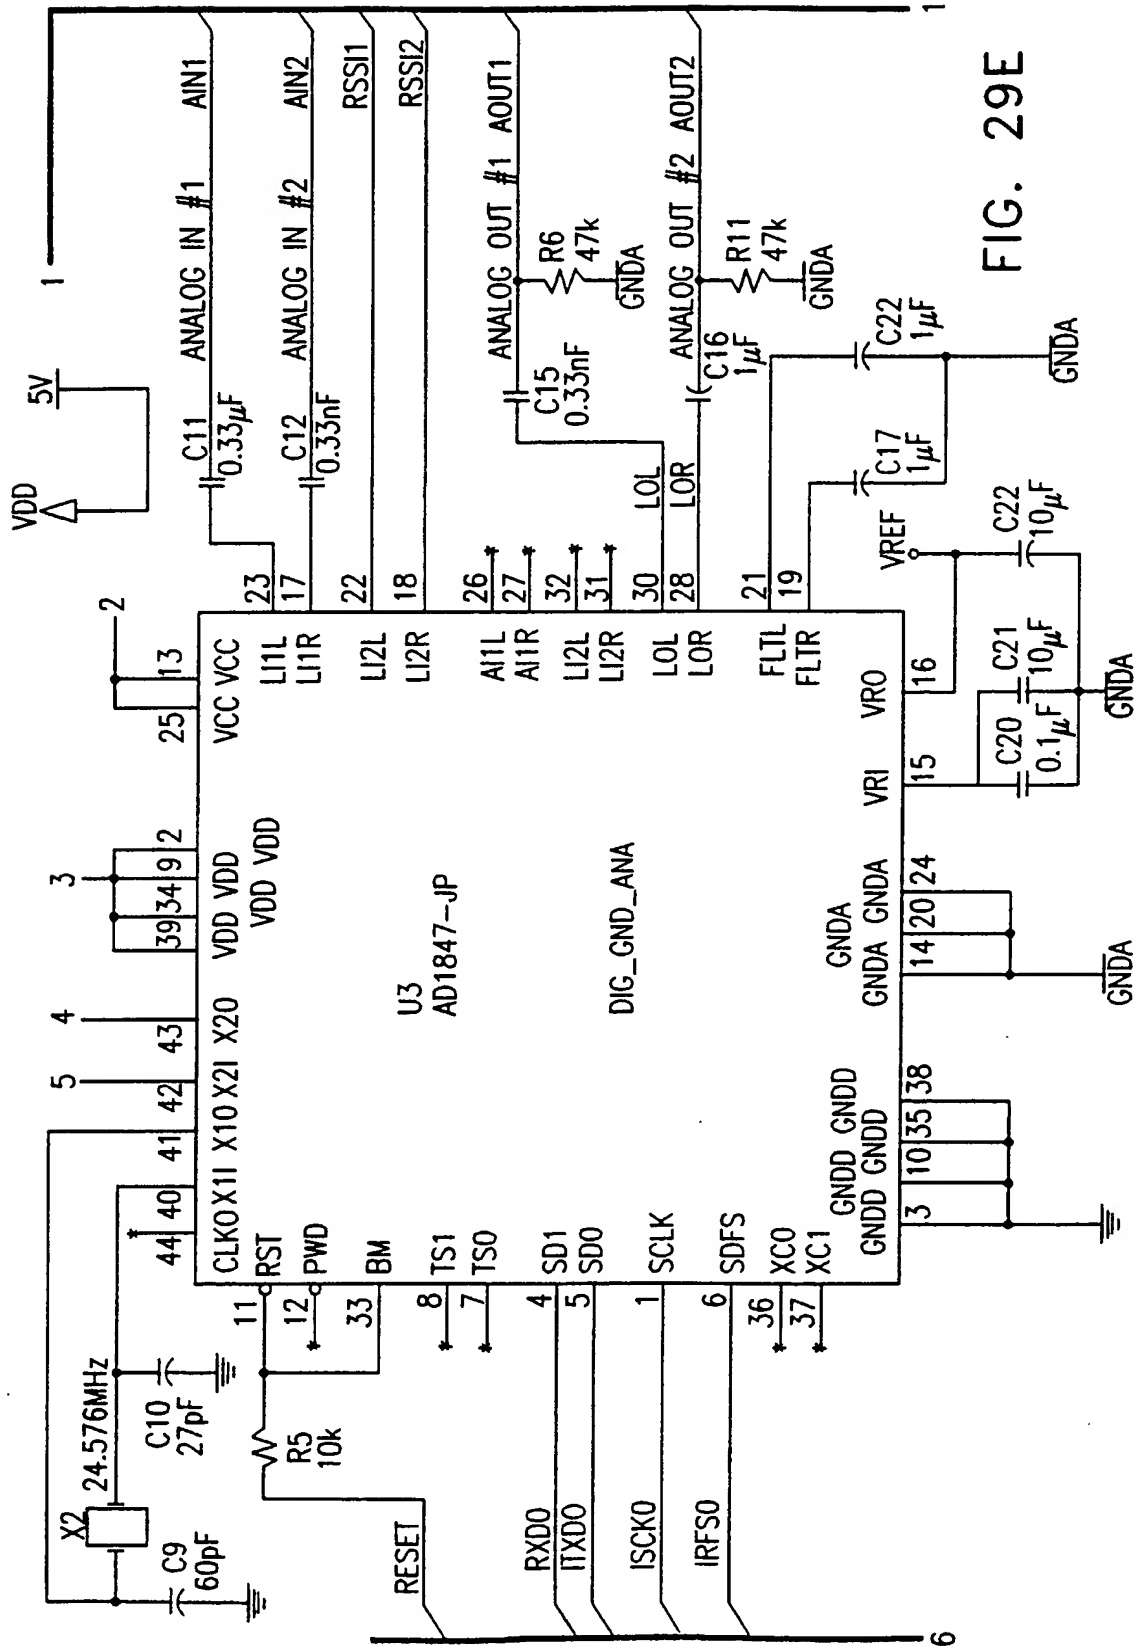 1
VDD
5V
AIN1
ANALOG IN #1
C11
0.33µF
AIN2
ANALOG IN #2
C12
0.33nF
RSSI1
RSSI2
AOUT1
ANALOG OUT #1
R6
47k
GNDA
C15
0.33nF
AOUT2
ANALOG OUT #2
R11
47k
GNDA
C16
1µF
C22
1µF
C17
1µF
GNDA
1
FIG. 29E
2
13
25
VCC VCC
23
LI1L
17
LI1R
22
LI2L
18
LI2R
26 *
AI1L
27 *
AI1R
32 *
LI2L
31 *
LI2R
30
LOL
LOL
28
LOR
LOR
21
FLTL
19
FLTR
VREF
C22
10µF
C21
10µF
C20
0.1µF
GNDA
16
VRO
15
VRI
3
39 34 9 2
VDD VDD
VDD VDD
U3
AD1847-JP
DIG_GND_ANA
GNDA
GNDA GNDA
14 20 24
GNDA
4
43
X20
5
42
X2I
41
X10
40
X1I
44 *
CLKO
GNDD GNDD
GNDD GNDD
3 10 35 38
11
RST
12 *
PWD
33
BM
8 *
TS1
7 *
TS0
4
SD1
5
SD0
1
SCLK
6
SDFS
36 *
XC0
37 *
XC1
24.576MHz
X2
C10
27pF
C9
60pF
R5
10k
RESET
RXD0
ITXD0
ISCK0
IRFS0
6